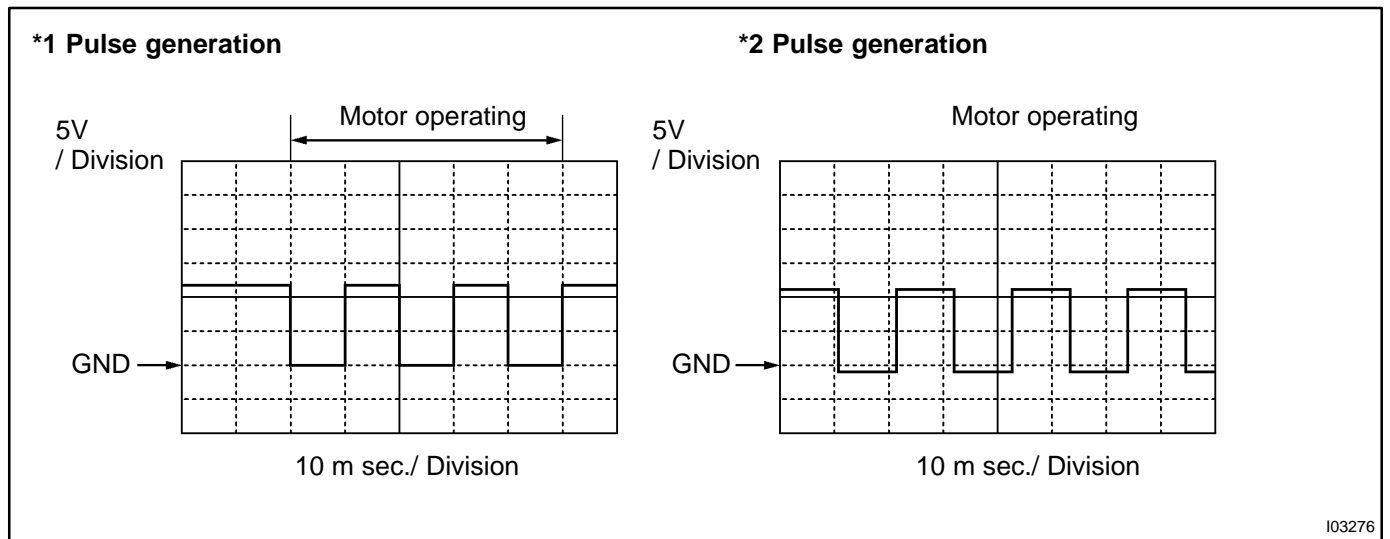 *1 Pulse generation
5V
/ Division
Motor operating
GND
10 m sec./ Division
*2 Pulse generation
5V
/ Division
Motor operating
GND
10 m sec./ Division
I03276